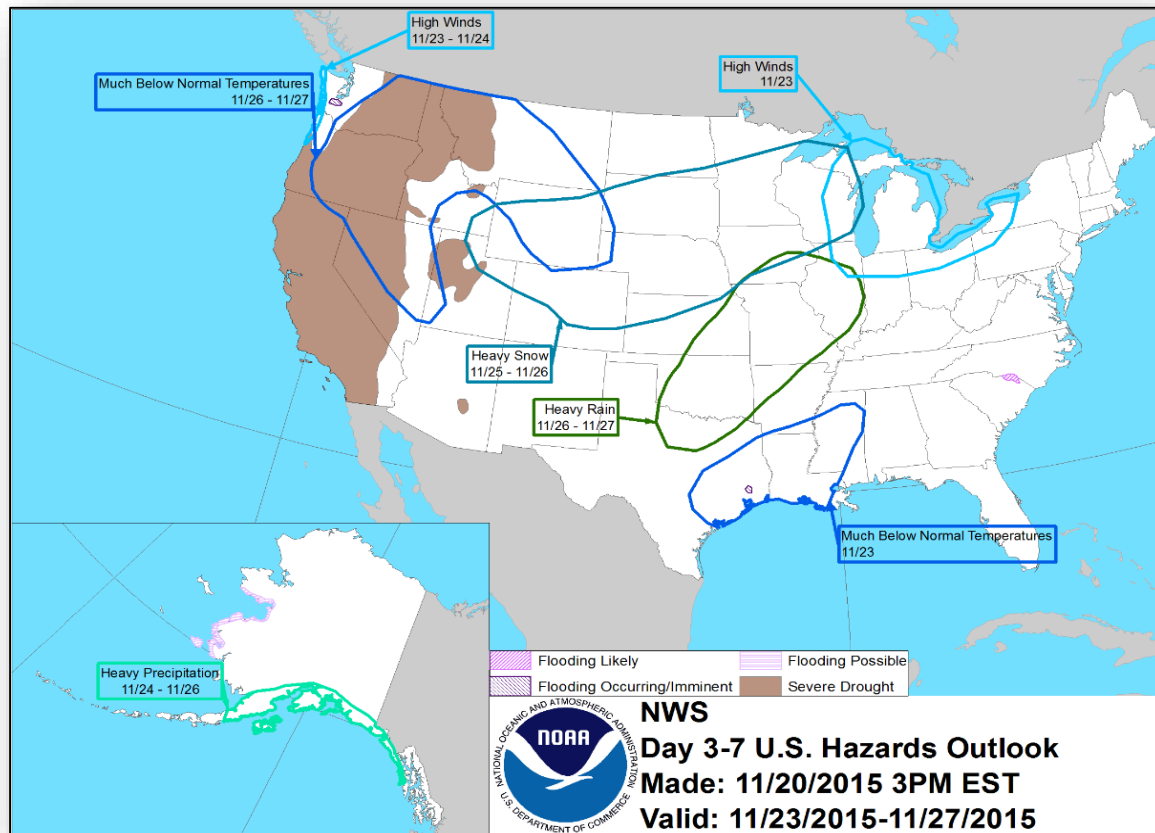 High Winds
11/23 - 11/24
Much Below Normal Temperatures
11/26 - 11/27
High Winds
11/23
Heavy Snow
11/25 - 11/26
Heavy Rain
11/26 - 11/27
Much Below Normal Temperatures
11/23
Heavy Precipitation
11/24 - 11/26
Flooding Likely
Flooding Possible
Flooding Occurring/Imminent
Severe Drought
NATIONAL OCEANIC AND ATMOSPHERIC ADMINISTRATION
NOAA
U.S. DEPARTMENT OF COMMERCE
NWS
Day 3-7 U.S. Hazards Outlook
Made: 11/20/2015 3PM EST
Valid: 11/23/2015-11/27/2015